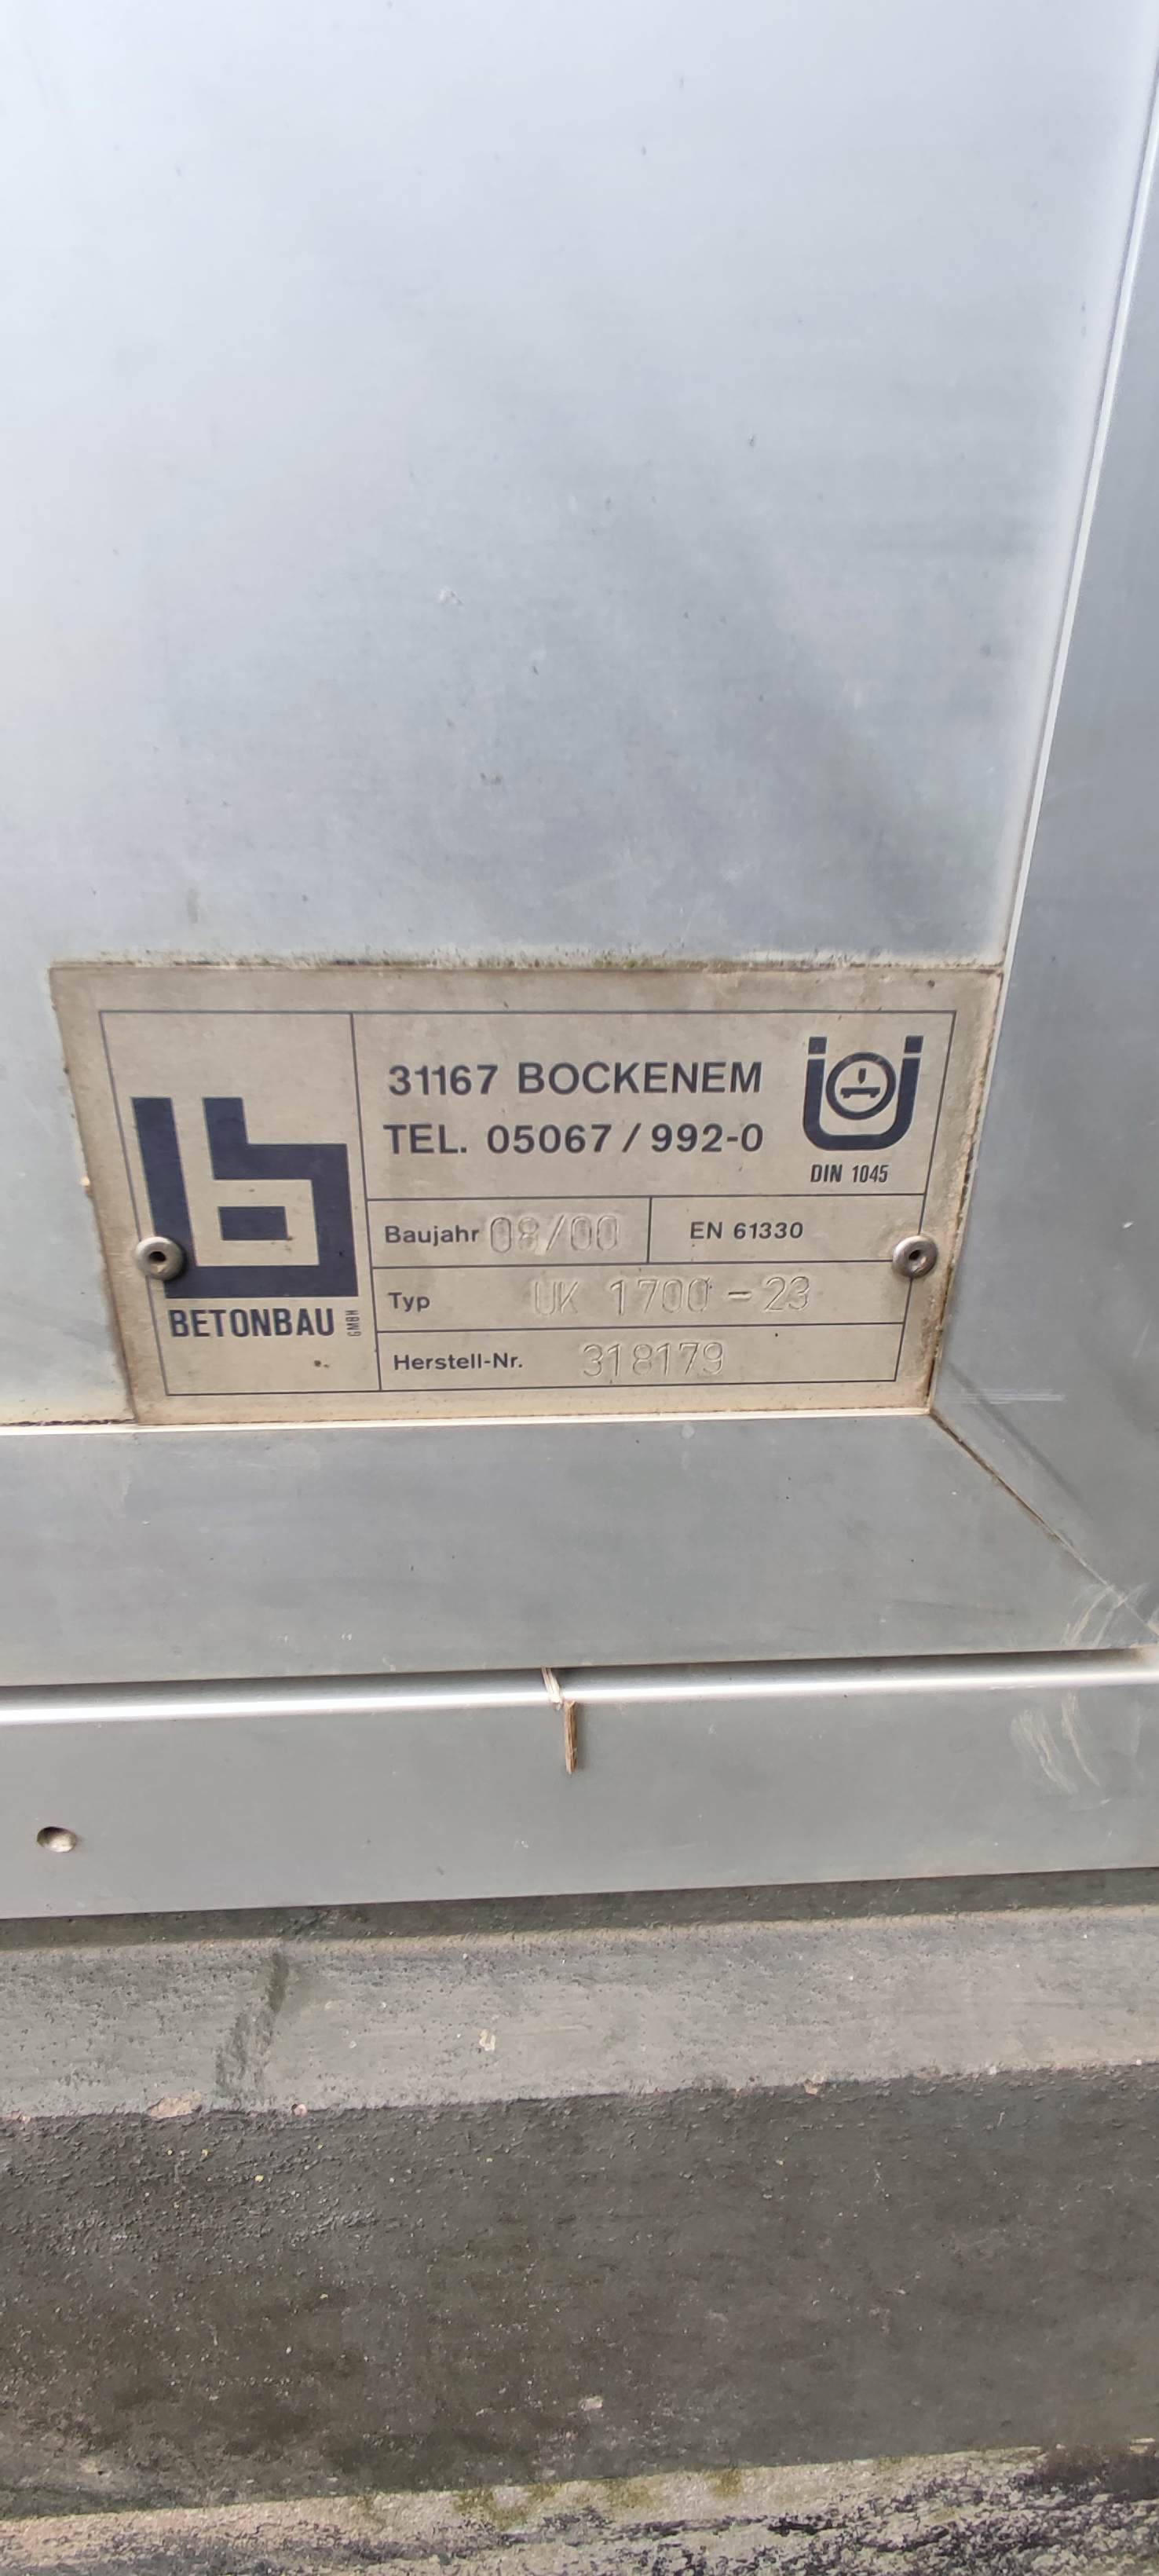 31167 BOCKENEM
TEL. 05067 / 992-0
DIN 1045
Baujahr 08/00
EN 61330
Typ UK 1700 - 23
Herstell-Nr. 318179
BETONBAU GMBH